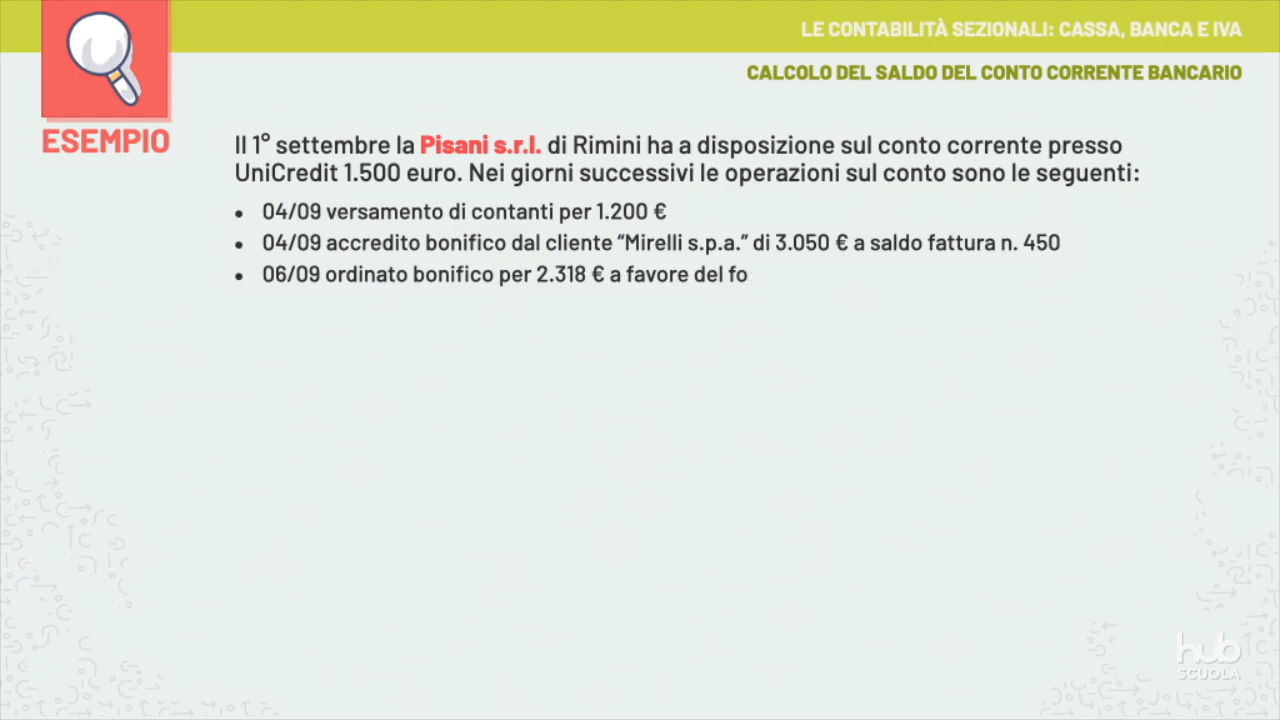 LE CONTABILITÀ SEZIONALI: CASSA, BANCA E IVA
CALCOLO DEL SALDO DEL CONTO CORRENTE BANCARIO
ESEMPIO
Il 1° settembre la Pisani s.r.l. di Rimini ha a disposizione sul conto corrente presso
UniCredit 1.500 euro. Nei giorni successivi le operazioni sul conto sono le seguenti:
• 04/09 versamento di contanti per 1.200 €
• 04/09 accredito bonifico dal cliente “Mirelli s.p.a.” di 3.050 € a saldo fattura n. 450
• 06/09 ordinato bonifico per 2.318 € a favore del fo
hub
SCUOLA